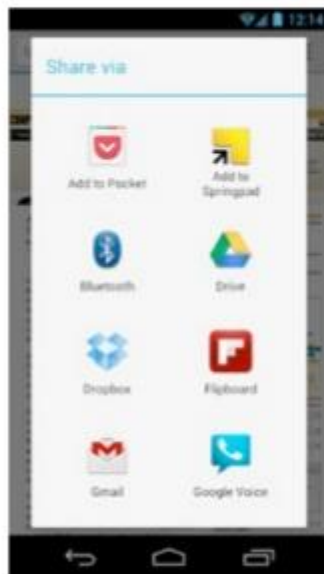 12:14
Share via
Add to Pocket
Add to
Springpad
Bluetooth
Drive
Dropbox
Flipboard
Gmail
Google Voice